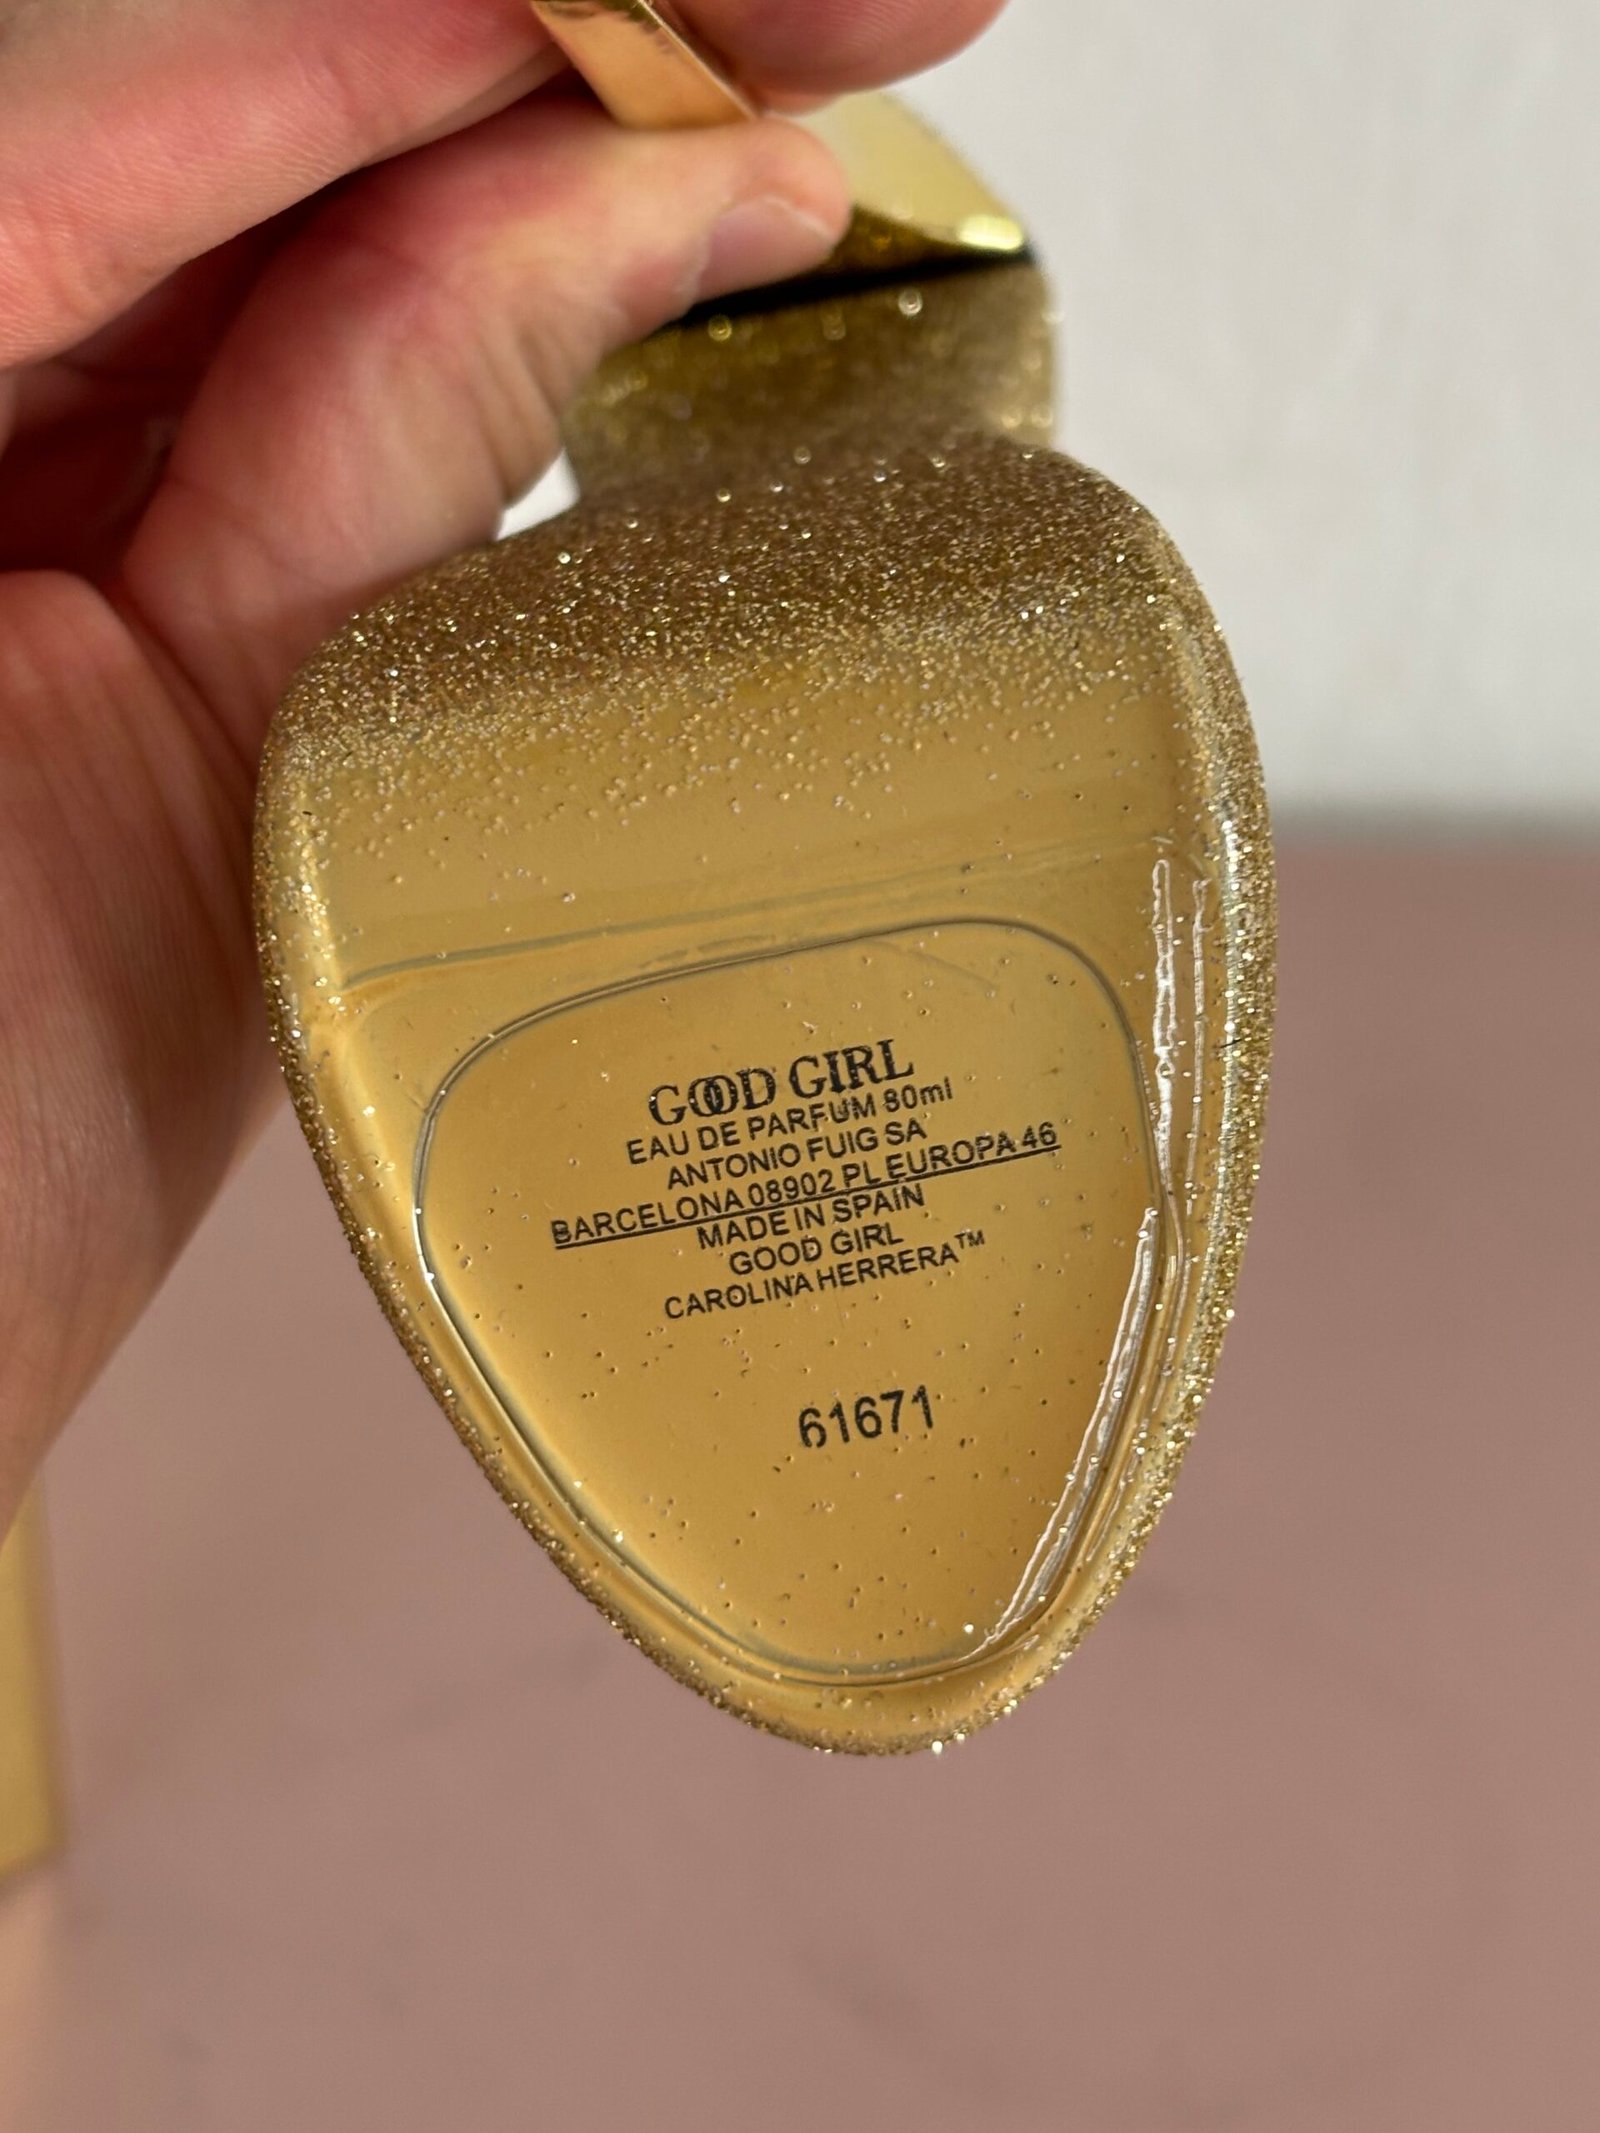 GOOD GIRL
EAU DE PARFUM 80ml
ANTONIO FUIG SA
BARCELONA 08902 PL EUROPA 46
MADE IN SPAIN
GOOD GIRL
CAROLINA HERRERA™
61671